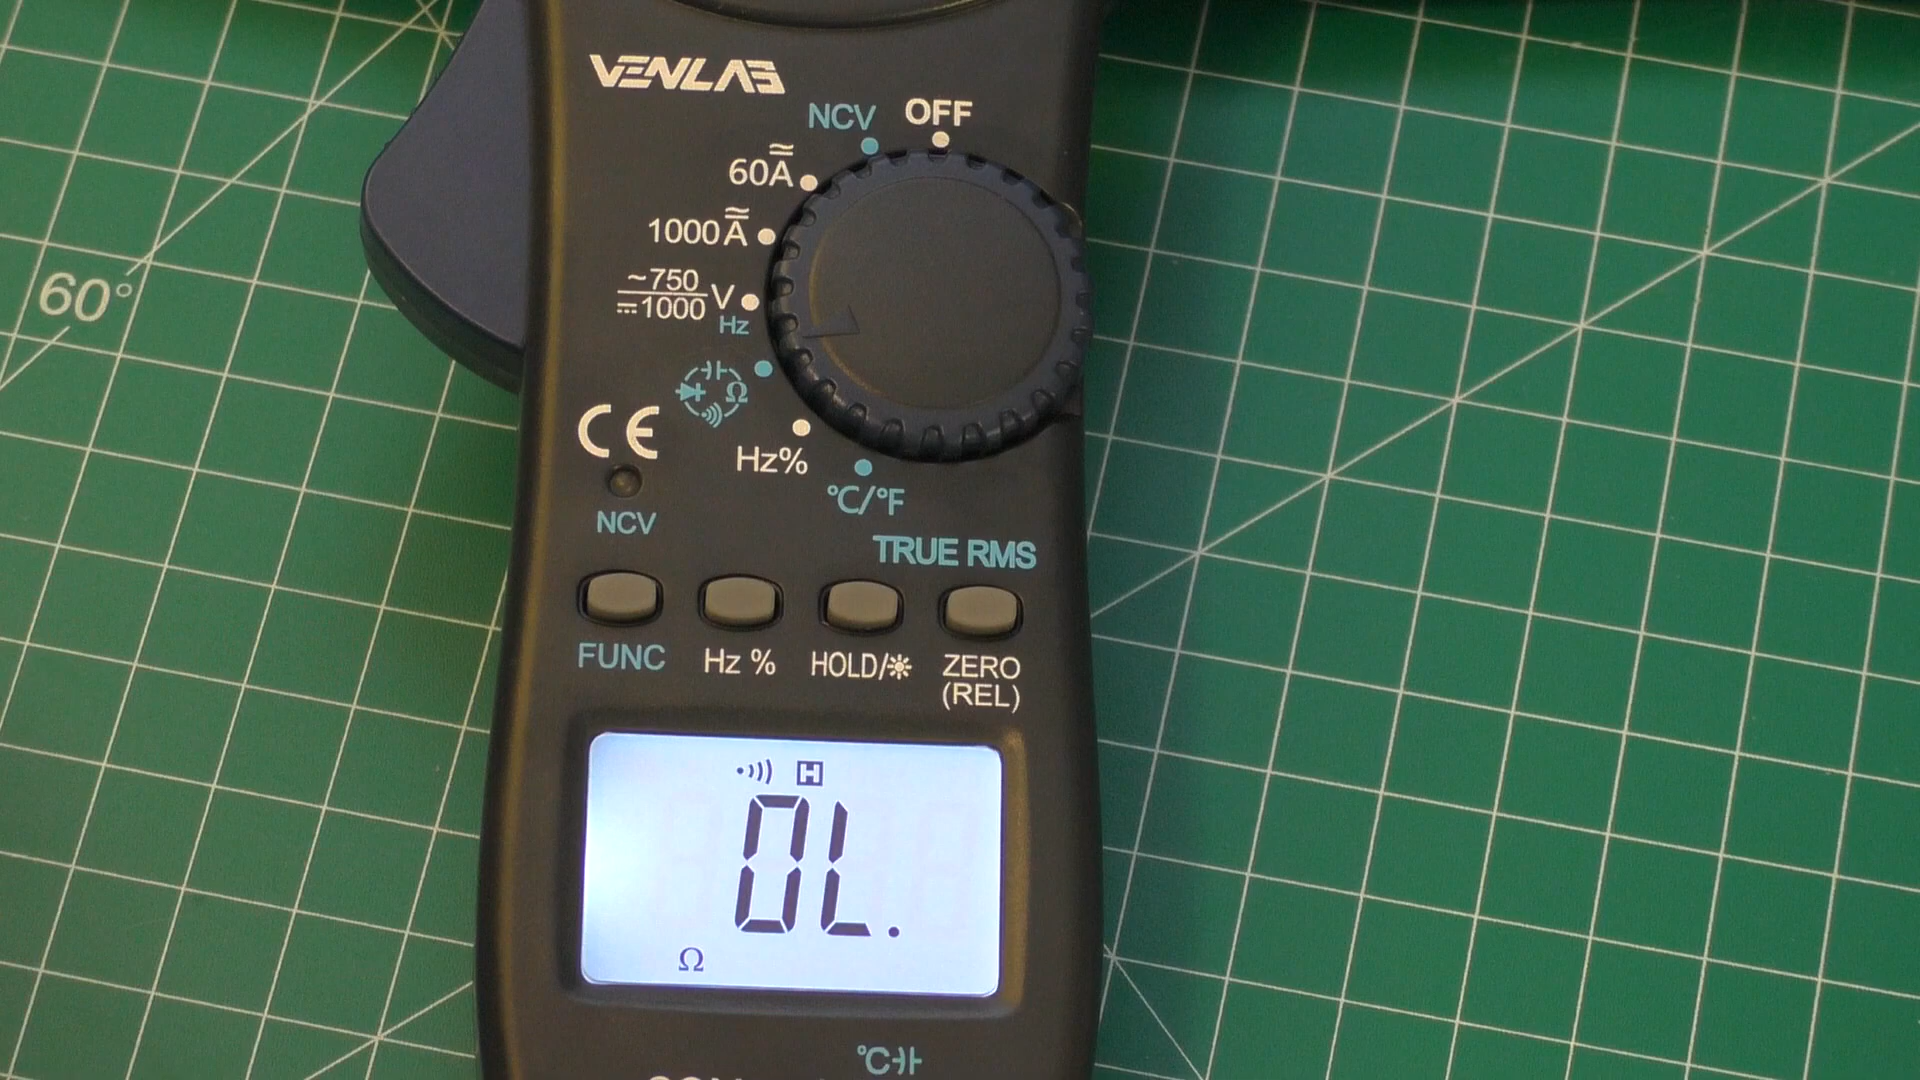 VENLAB
NCV
OFF
60A
1000A
~750
1000 V
Hz
Ω
CE
Hz%
°C/°F
NCV
TRUE RMS
FUNC
Hz %
HOLD/☀
ZERO
(REL)
H
OL.
Ω
°C
60°